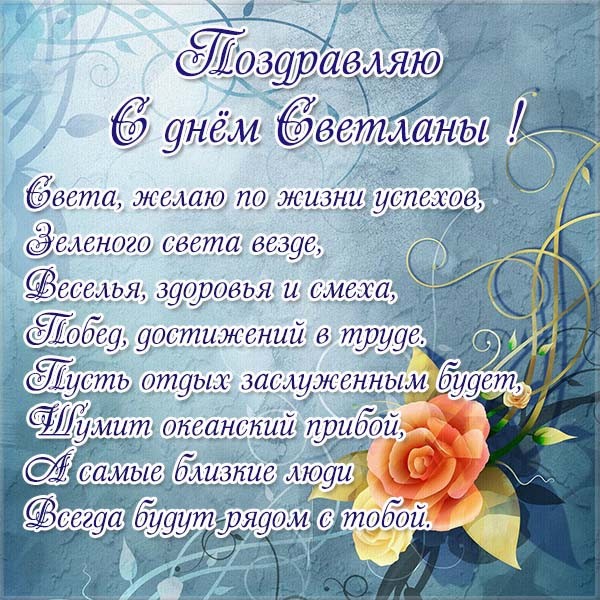 Поздравляю
С днём Светланы !
Света, желаю по жизни успехов,
Зеленого света везде,
Веселья, здоровья и смеха,
Побед, достижений в труде.
Пусть отдых заслуженным будет,
Шумит океанский прибой,
А самые близкие люди
Всегда будут рядом с тобой.